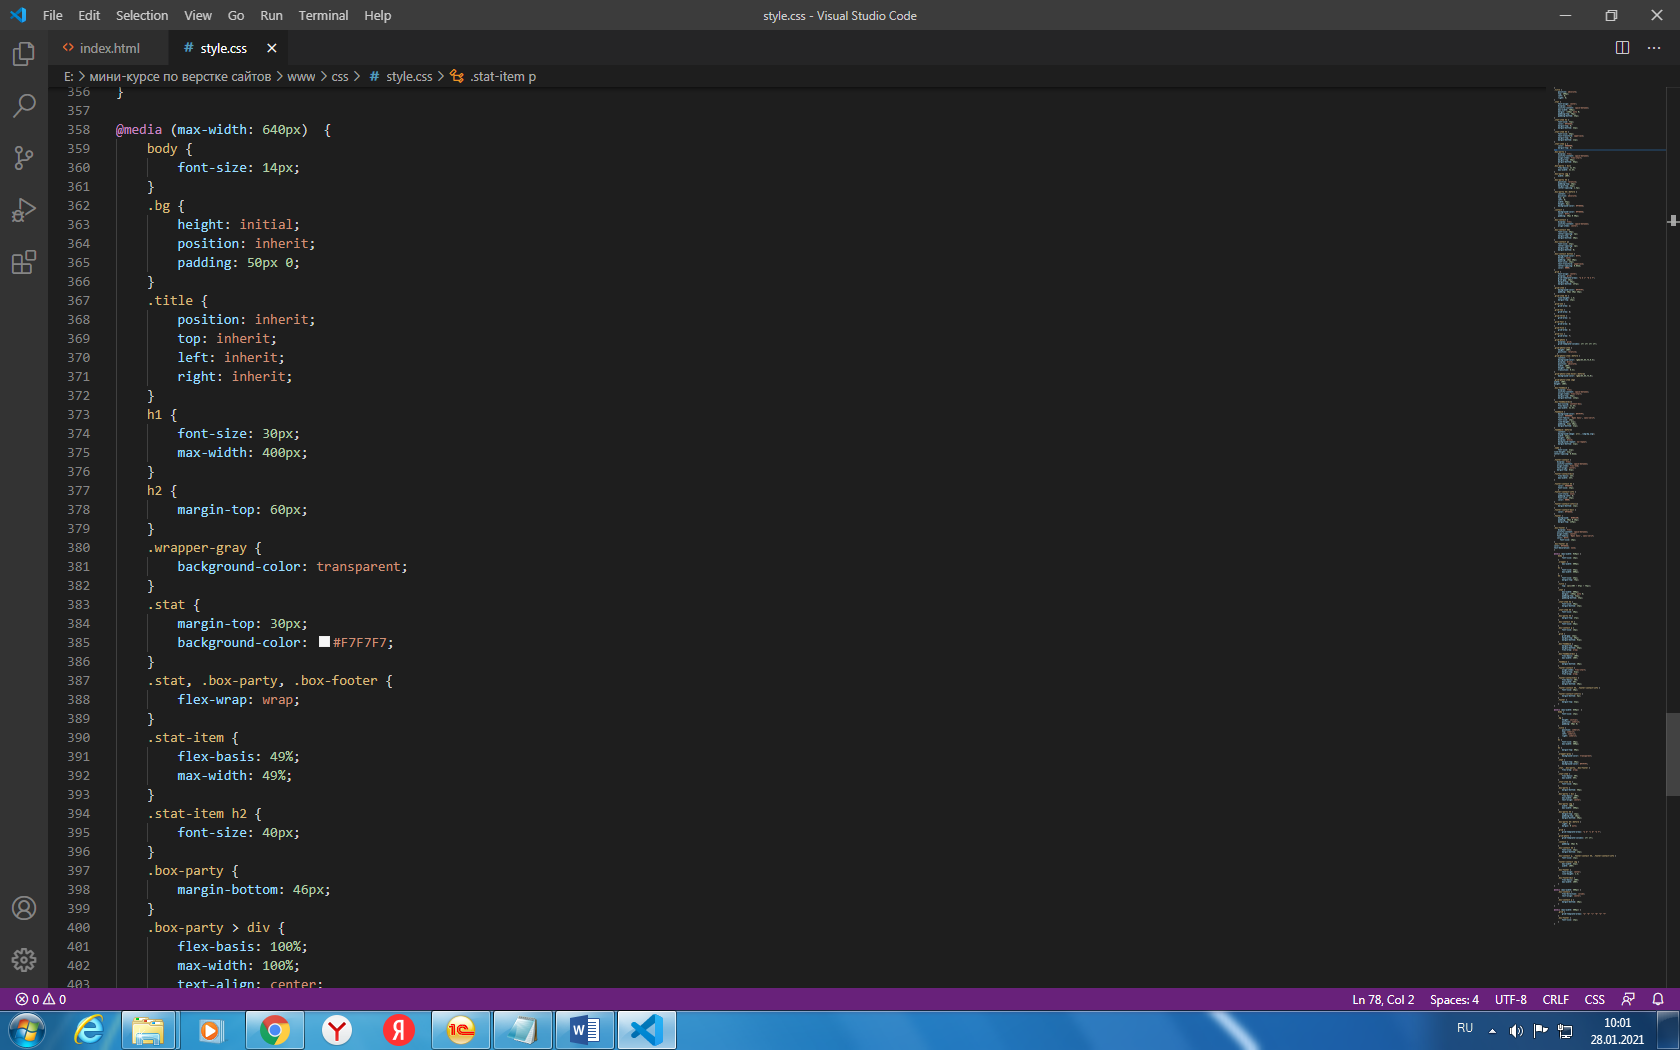 File Edit Selection View Go Run Terminal Help
style.css - Visual Studio Code
index.html
# style.css
E: > мини-курсе по верстке сайтов > www > css > # style.css > .stat-item p
356 }
357
358 @media (max-width: 640px)  {
359 body {
360 font-size: 14px;
361 }
362 .bg {
363 height: initial;
364 position: inherit;
365 padding: 50px 0;
366 }
367 .title {
368 position: inherit;
369 top: inherit;
370 left: inherit;
371 right: inherit;
372 }
373 h1 {
374 font-size: 30px;
375 max-width: 400px;
376 }
377 h2 {
378 margin-top: 60px;
379 }
380 .wrapper-gray {
381 background-color: transparent;
382 }
383 .stat {
384 margin-top: 30px;
385 background-color: #F7F7F7;
386 }
387 .stat, .box-party, .box-footer {
388 flex-wrap: wrap;
389 }
390 .stat-item {
391 flex-basis: 49%;
392 max-width: 49%;
393 }
394 .stat-item h2 {
395 font-size: 40px;
396 }
397 .box-party {
398 margin-bottom: 46px;
399 }
400 .box-party > div {
401 flex-basis: 100%;
402 max-width: 100%;
403 text-align: center;
0 0
Ln 78, Col 2 Spaces: 4 UTF-8 CRLF CSS
RU
10:01
28.01.2021